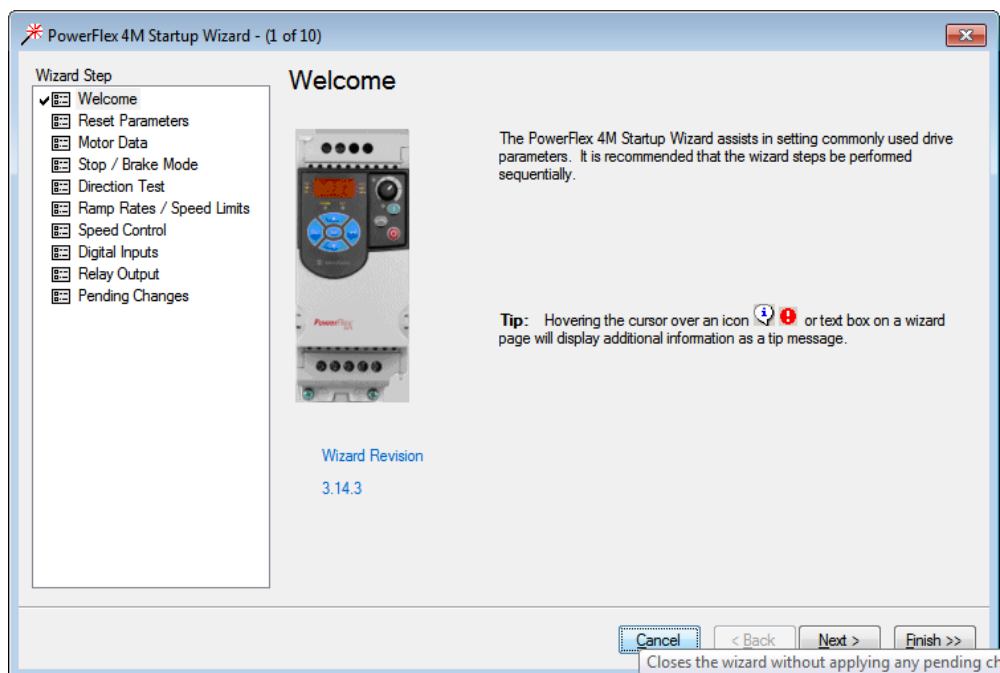 PowerFlex 4M Startup Wizard - (1 of 10)
Wizard Step
Welcome
Reset Parameters
Motor Data
Stop / Brake Mode
Direction Test
Ramp Rates / Speed Limits
Speed Control
Digital Inputs
Relay Output
Pending Changes
Welcome
The PowerFlex 4M Startup Wizard assists in setting commonly used drive
parameters. It is recommended that the wizard steps be performed
sequentially.
PowerFlex
Tip: Hovering the cursor over an icon or text box on a wizard
page will display additional information as a tip message.
Wizard Revision
3.14.3
Cancel
< Back
Next >
Finish >>
Closes the wizard without applying any pending ch